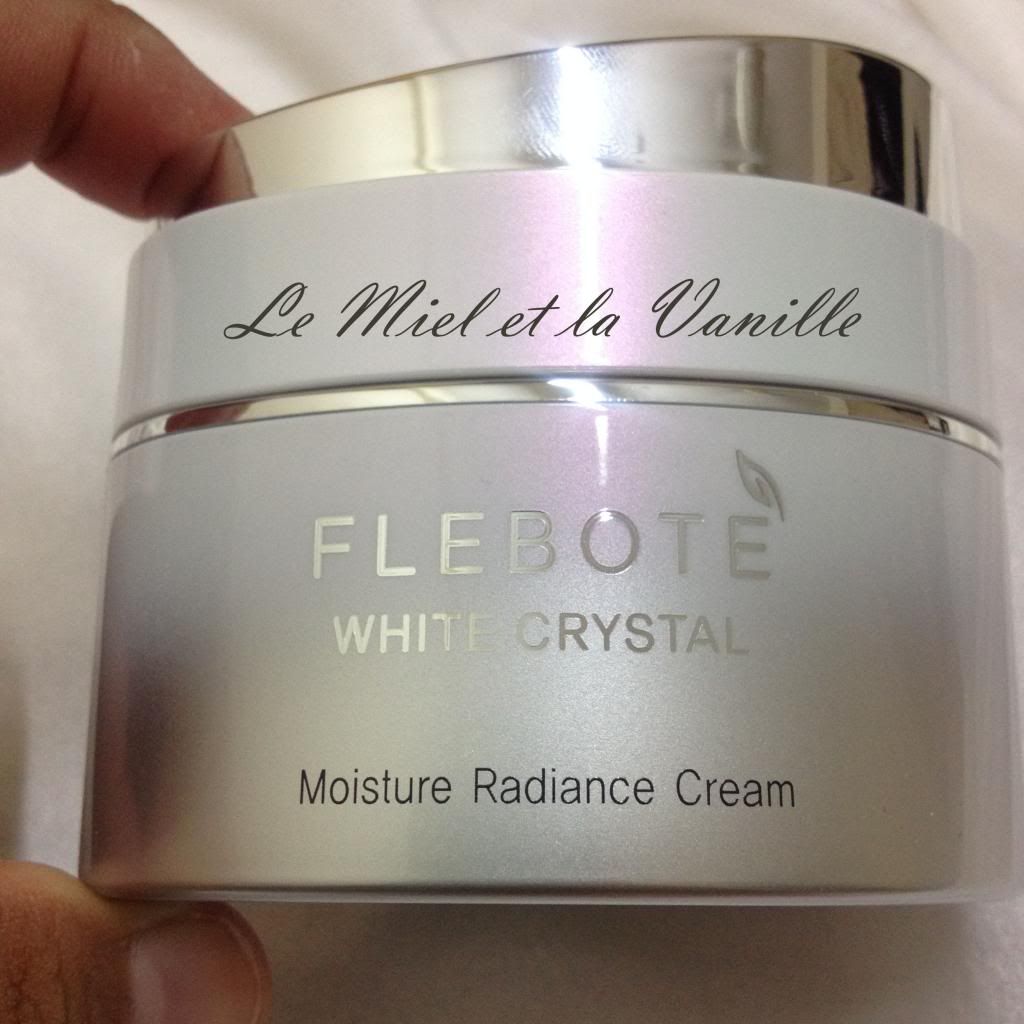 Le Miel et la Vanille
FLEBOTE
WHITE CRYSTAL
Moisture Radiance Cream